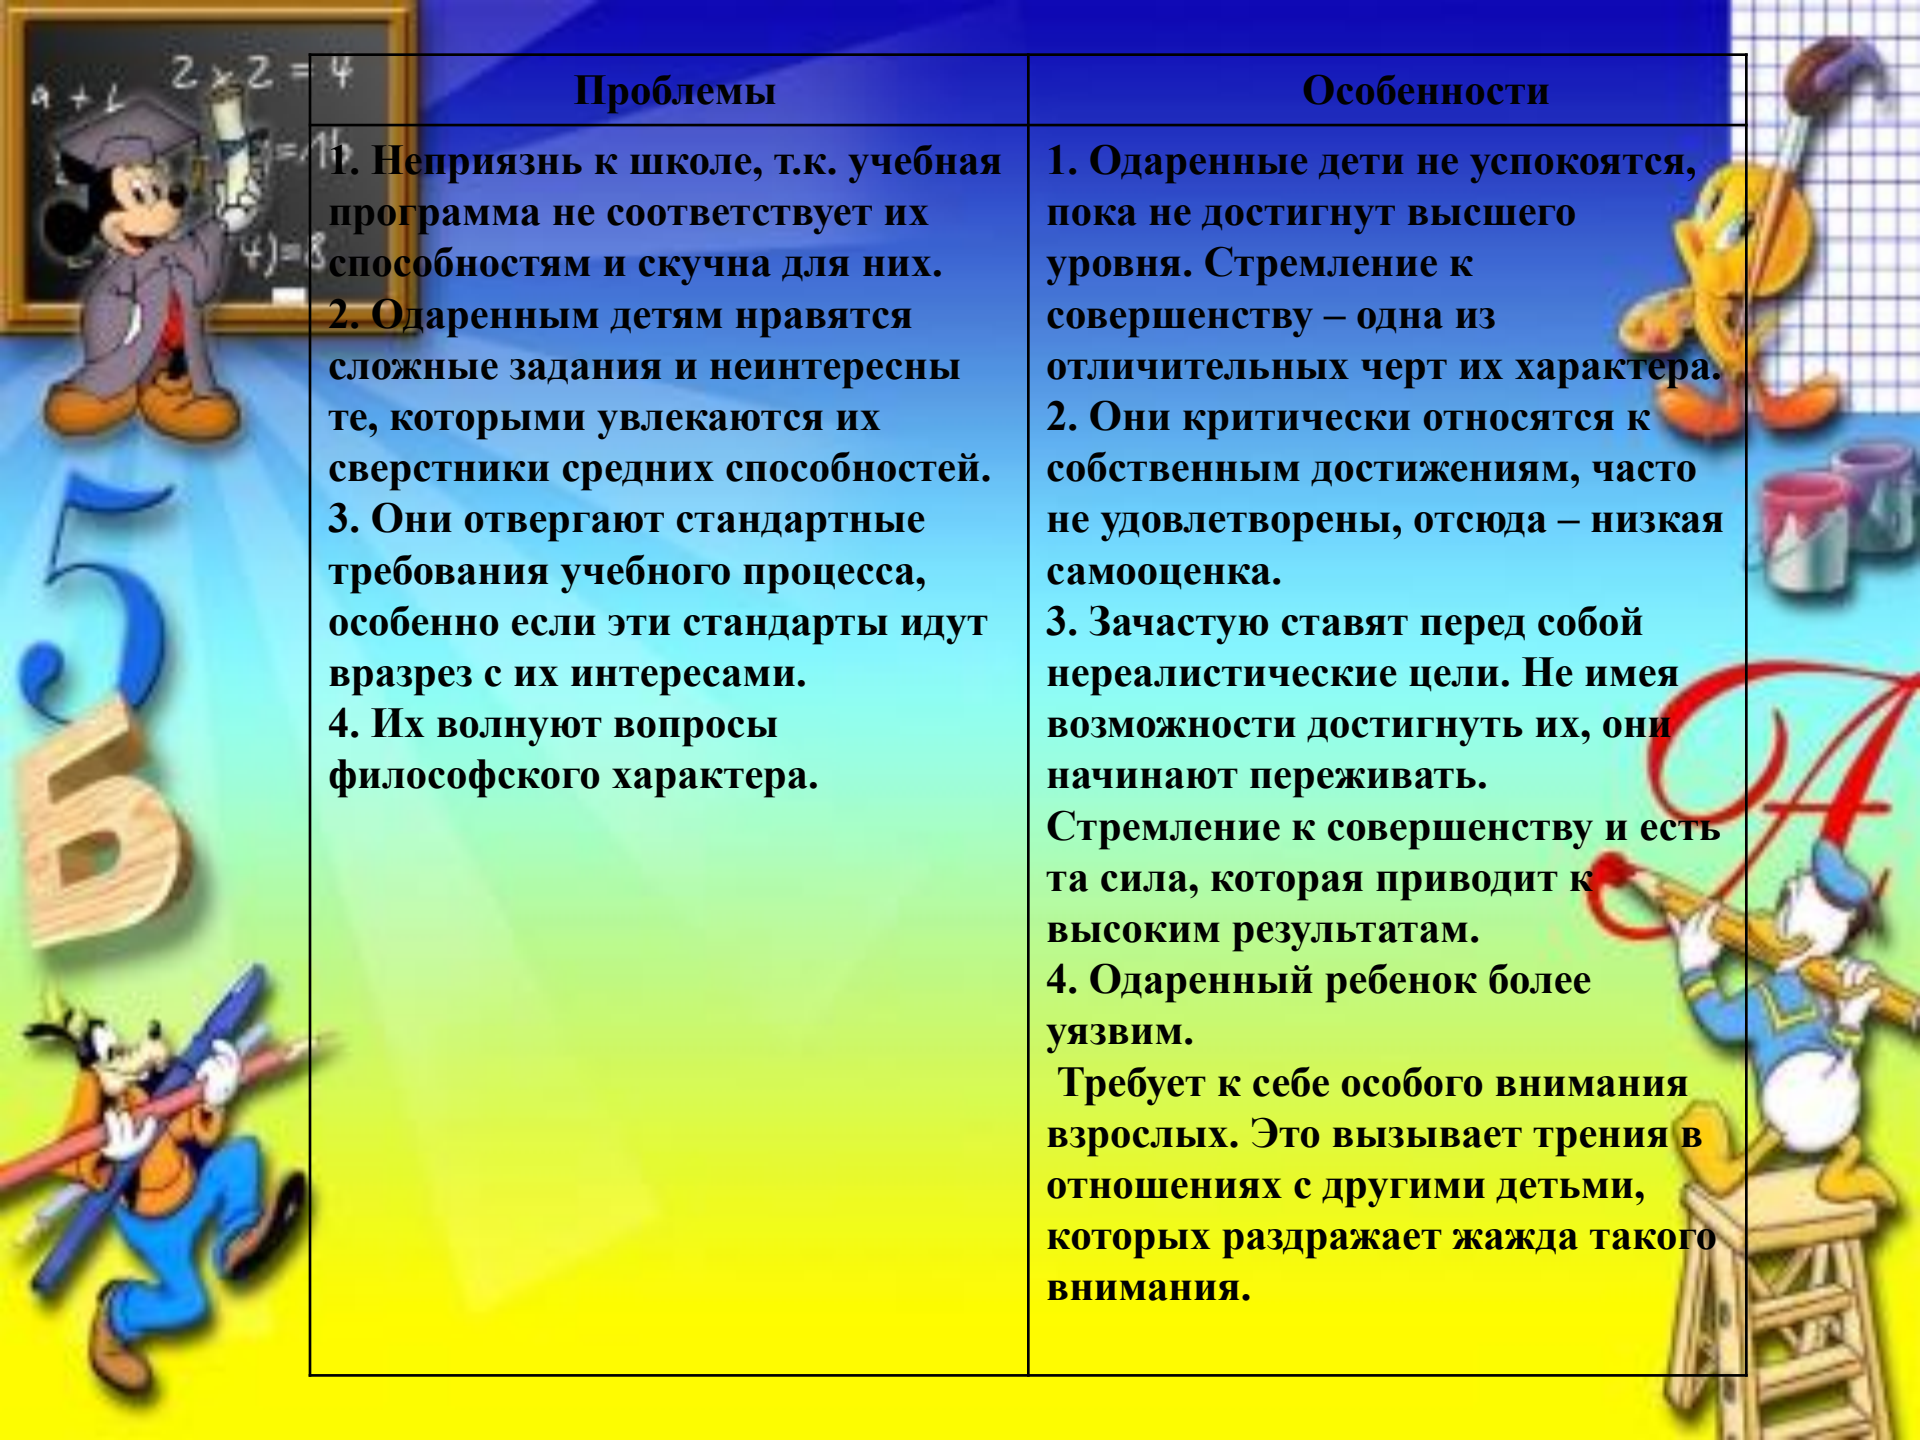 a + b
2 x 2 = 4
)=16
4)=8
5
Б
А
Проблемы
1. Неприязнь к школе, т.к. учебная
программа не соответствует их
способностям и скучна для них.
2. Одаренным детям нравятся
сложные задания и неинтересны
те, которыми увлекаются их
сверстники средних способностей.
3. Они отвергают стандартные
требования учебного процесса,
особенно если эти стандарты идут
вразрез с их интересами.
4. Их волнуют вопросы
философского характера.
Особенности
1. Одаренные дети не успокоятся,
пока не достигнут высшего
уровня. Стремление к
совершенству – одна из
отличительных черт их характера.
2. Они критически относятся к
собственным достижениям, часто
не удовлетворены, отсюда – низкая
самооценка.
3. Зачастую ставят перед собой
нереалистические цели. Не имея
возможности достигнуть их, они
начинают переживать.
Стремление к совершенству и есть
та сила, которая приводит к
высоким результатам.
4. Одаренный ребенок более
уязвим.
Требует к себе особого внимания
взрослых. Это вызывает трения в
отношениях с другими детьми,
которых раздражает жажда такого
внимания.